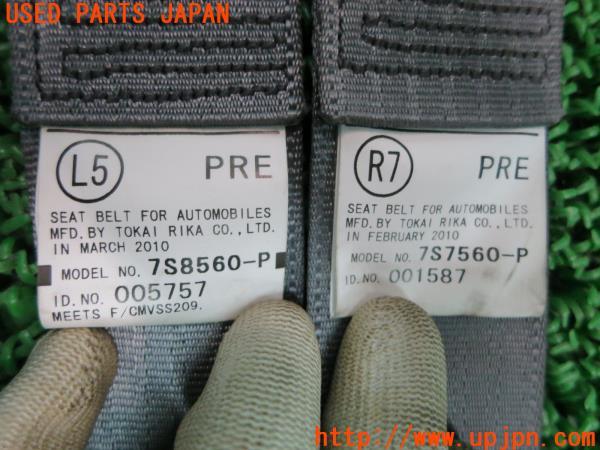 USED PARTS JAPAN
L5 PRE
SEAT BELT FOR AUTOMOBILES
MFD. BY TOKAI RIKA CO., LTD.
IN MARCH 2010
MODEL NO. 7S8560-P
ID. NO. 005757
MEETS F/CMVSS209.
R7 PRE
SEAT BELT FOR AUTOMOBILES
MFD. BY TOKAI RIKA CO., LTD.
IN FEBRUARY 2010
MODEL NO. 7S7560-P
ID. NO. 001587
(株)UPJ
http://www.upjpn.com/